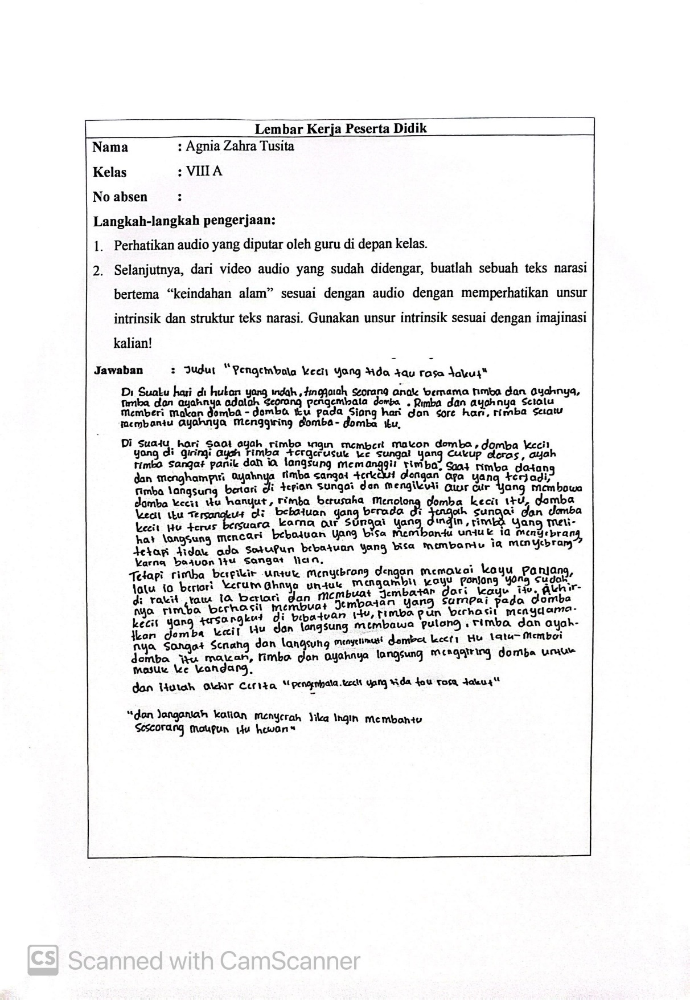 Lembar Kerja Peserta Didik
Nama : Agnia Zahra Tusita
Kelas : VIII A
No absen :
Langkah-langkah pengerjaan:
1. Perhatikan audio yang diputar oleh guru di depan kelas.
2. Selanjutnya, dari video audio yang sudah didengar, buatlah sebuah teks narasi
bertema “keindahan alam” sesuai dengan audio dengan memperhatikan unsur
intrinsik dan struktur teks narasi. Gunakan unsur intrinsik sesuai dengan imajinasi
kalian!
Jawaban : Judul "Pengembala kecil yang tida tau rasa takut"
Di Suatu hari di hutan yang indah, tinggalah seorang anak bernama rimba dan ayahnya,
rimba dan ayahnya adalah seorang pengembala domba. Rimba dan ayahnya selalu
memberi makan domba-domba itu pada siang hari dan sore hari. rimba selalu
membantu ayahnya menggiring domba-domba itu.
Di suatu hari saat ayah rimba ingin memberi makan domba, domba kecil
yang di giringi ayah rimba tergerusuk ke sungai yang cukup deras, ayah
rimba sangat panik dan ia langsung memanggil rimba. Saat rimba datang
dan menghampiri ayahnya rimba sangat terkejut dengan apa yang terjadi,
rimba langsung berlari di tepian sungai dan mengikuti alur air yang membawa
domba kecil itu hanyut, rimba berusaha menolong domba kecil itu, domba
kecil itu Tersangkut di bebatuan yang berada di tengah sungai dan domba
kecil itu terus bersuara karna air sungai yang dingin, rimba yang meli-
hat langsung mencari bebatuan yang bisa membantu untuk ia menyebrang,
tetapi tidak ada satupun bebatuan yang bisa membantu ia menyebrang,
karna batuan itu sangat licin.
Tetapi rimba berfikir untuk menyebrang dengan memakai kayu panjang,
lalu ia berlari kerumahnya untuk mengambil kayu panjang yang sudah
di rakit, lalu ia berlari dan membuat jembatan dari kayu itu. Akhir-
nya rimba berhasil membuat jembatan yang sampai pada domba
kecil yang tersangkut di bebatuan itu, rimba pun berhasil menyelama-
tkan domba kecil itu dan langsung membawa pulang, rimba dan ayah-
nya sangat senang dan langsung menyelimuti domba kecil itu lalu memberi
domba itu makan, rimba dan ayahnya langsung menggiring domba untuk
masuk ke kandang.
dan itulah akhir cerita "pengembala kecil yang tida tau rasa takut"
"dan Janganlah kalian menyerah Jika Ingin membantu
seseorang maupun itu hewan"
CS Scanned with CamScanner